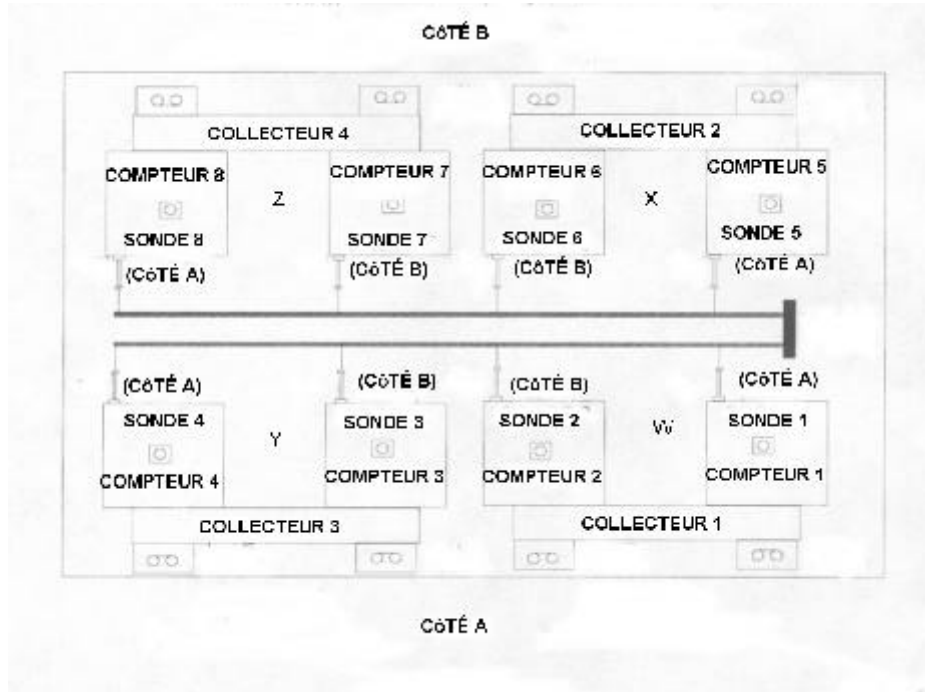 CÔTÉ B
COLLECTEUR 4 COLLECTEUR 2
COMPTEUR 8 Z COMPTEUR 7 COMPTEUR 6 X COMPTEUR 5
SONDE 8 SONDE 7 SONDE 6 SONDE 5
(CÔTÉ A) (CÔTÉ B) (CÔTÉ B) (CÔTÉ A)
(CÔTÉ A) (CÔTÉ B) (CÔTÉ B) (CÔTÉ A)
SONDE 4 Y SONDE 3 SONDE 2 W SONDE 1
COMPTEUR 4 COMPTEUR 3 COMPTEUR 2 COMPTEUR 1
COLLECTEUR 3 COLLECTEUR 1
CÔTÉ A